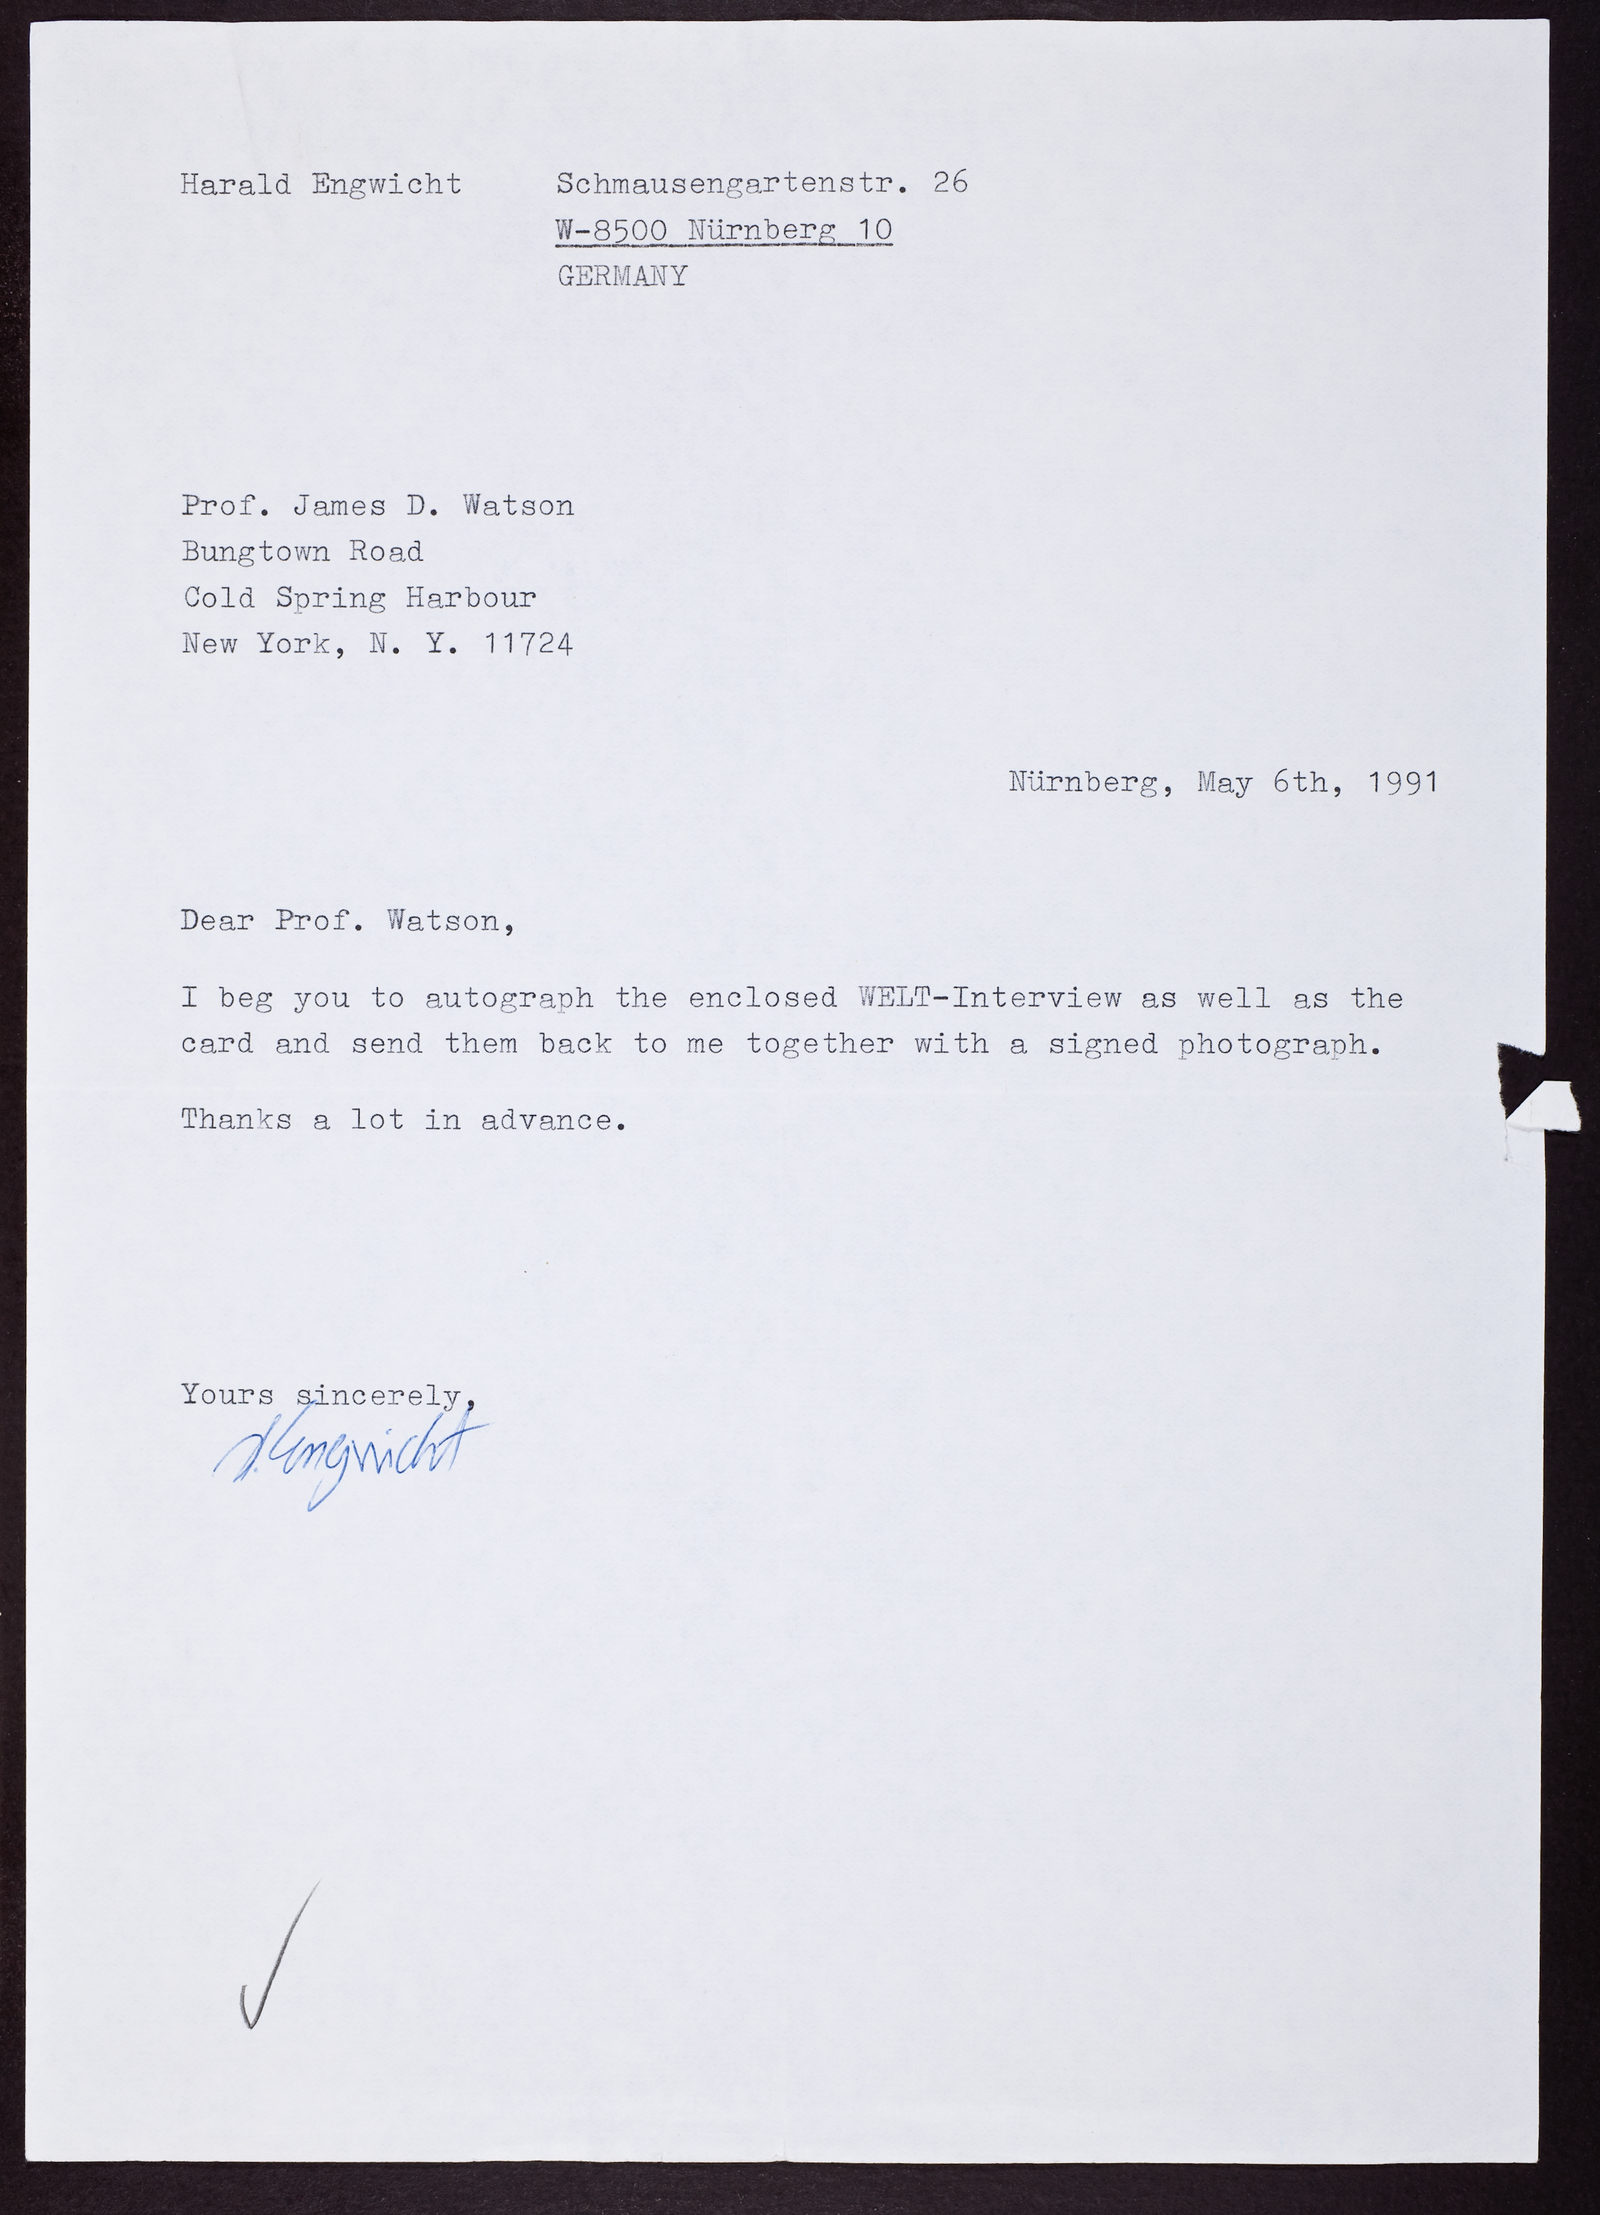 Harald Engwicht Schmausengartenstr. 26
W-8500 Nürnberg 10
GERMANY
Prof. James D. Watson
Bungtown Road
Cold Spring Harbour
New York, N. Y. 11724
Nürnberg, May 6th, 1991
Dear Prof. Watson,
I beg you to autograph the enclosed WELT-Interview as well as the
card and send them back to me together with a signed photograph.
Thanks a lot in advance.
Yours sincerely,
H. Engwicht